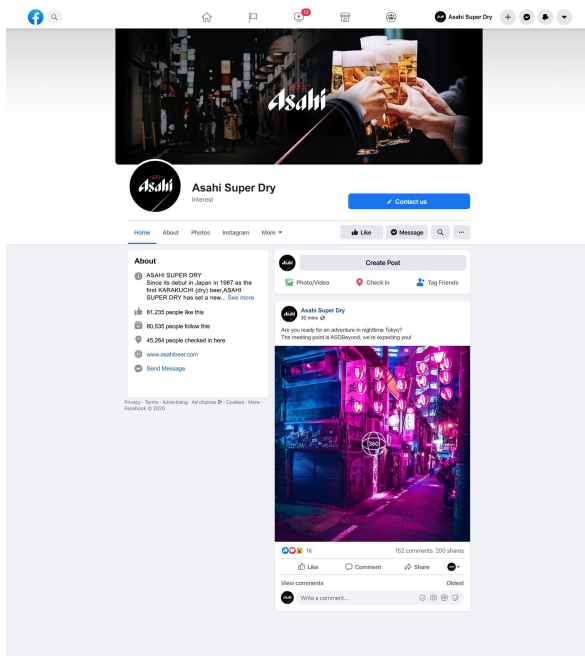 12
Asahi Super Dry
Asahi
Asahi
Asahi Super Dry
Interest
Contact us
Home About Photos Instagram More
Like Message
About
ASAHI SUPER DRY
Since its debut in Japan in 1987 as the
first KARAKUCHI (dry) beer,ASAHI
SUPER DRY has set a new... See more
81,235 people like this
80,535 people follow this
45,264 people checked in here
www.asahibeer.com
Send Message
Privacy · Terms · Advertising · Ad choices · Cookies · More ·
Facebook © 2020
Asahi
Create Post
Photo/Video Check in Tag Friends
Asahi
Asahi Super Dry
30 mins
Are you ready for an adventure in nighttime Tokyo?
The meeting point is ASDBeyond, we're expecting you!
360
1K 152 comments 200 shares
Like Comment Share
View comments Oldest
Asahi
Write a comment...